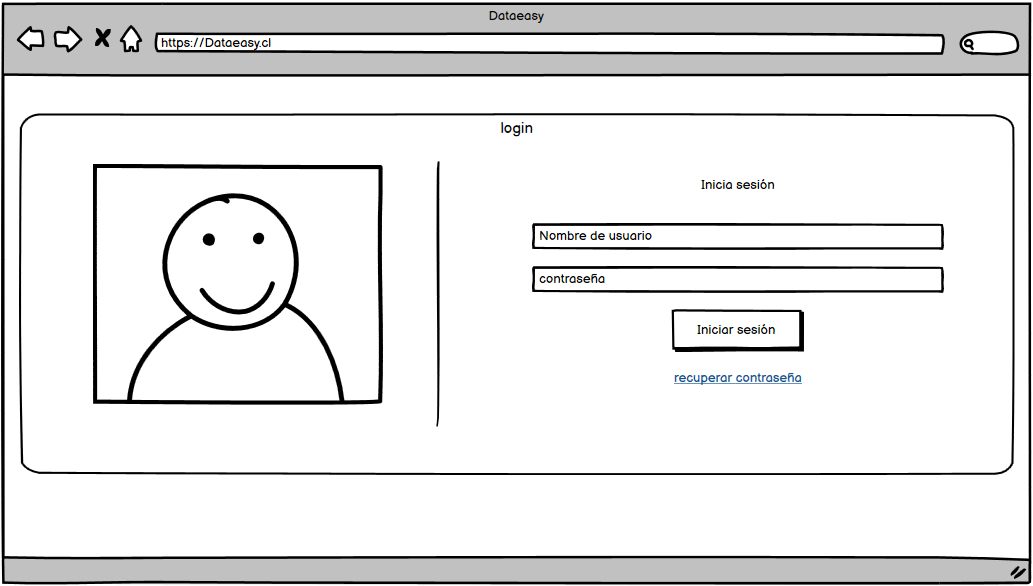 Dataeasy
https://Dataeasy.cl
login
Inicia sesión
Nombre de usuario
contraseña
Iniciar sesión
recuperar contraseña